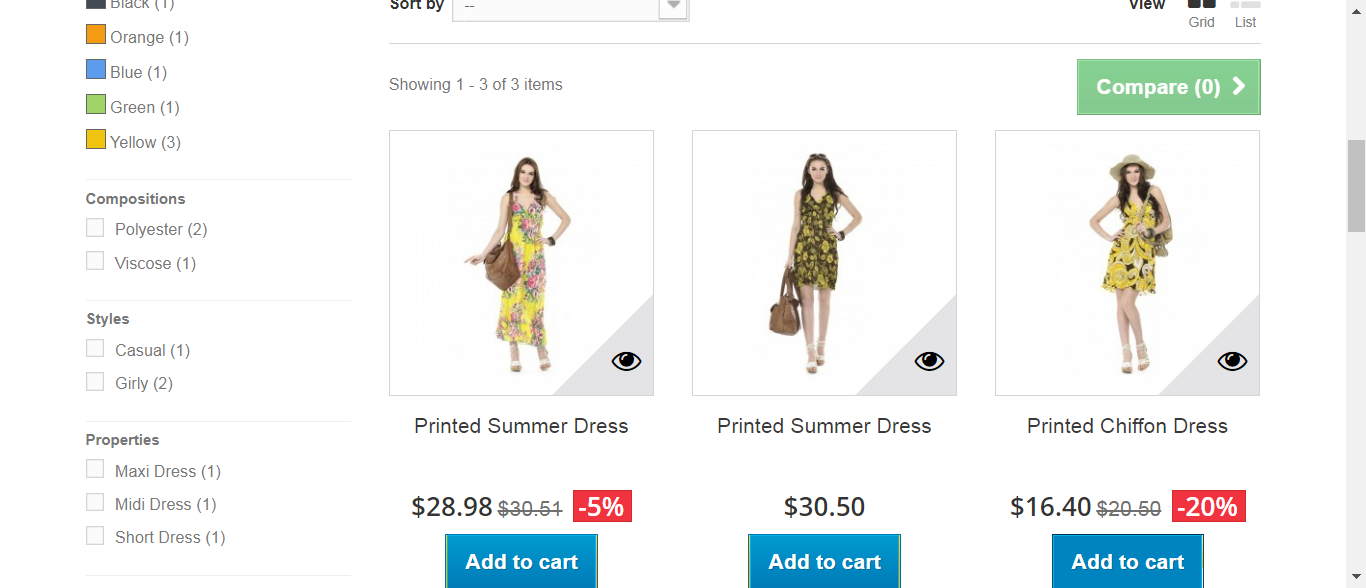 Black (1)
Orange (1)
Blue (1)
Green (1)
Yellow (3)
Compositions
Polyester (2)
Viscose (1)
Styles
Casual (1)
Girly (2)
Properties
Maxi Dress (1)
Midi Dress (1)
Short Dress (1)
Sort by
--
View
Grid
List
Showing 1 - 3 of 3 items
Compare (0)
Printed Summer Dress
$28.98 $30.51 -5%
Add to cart
Printed Summer Dress
$30.50
Add to cart
Printed Chiffon Dress
$16.40 $20.50 -20%
Add to cart